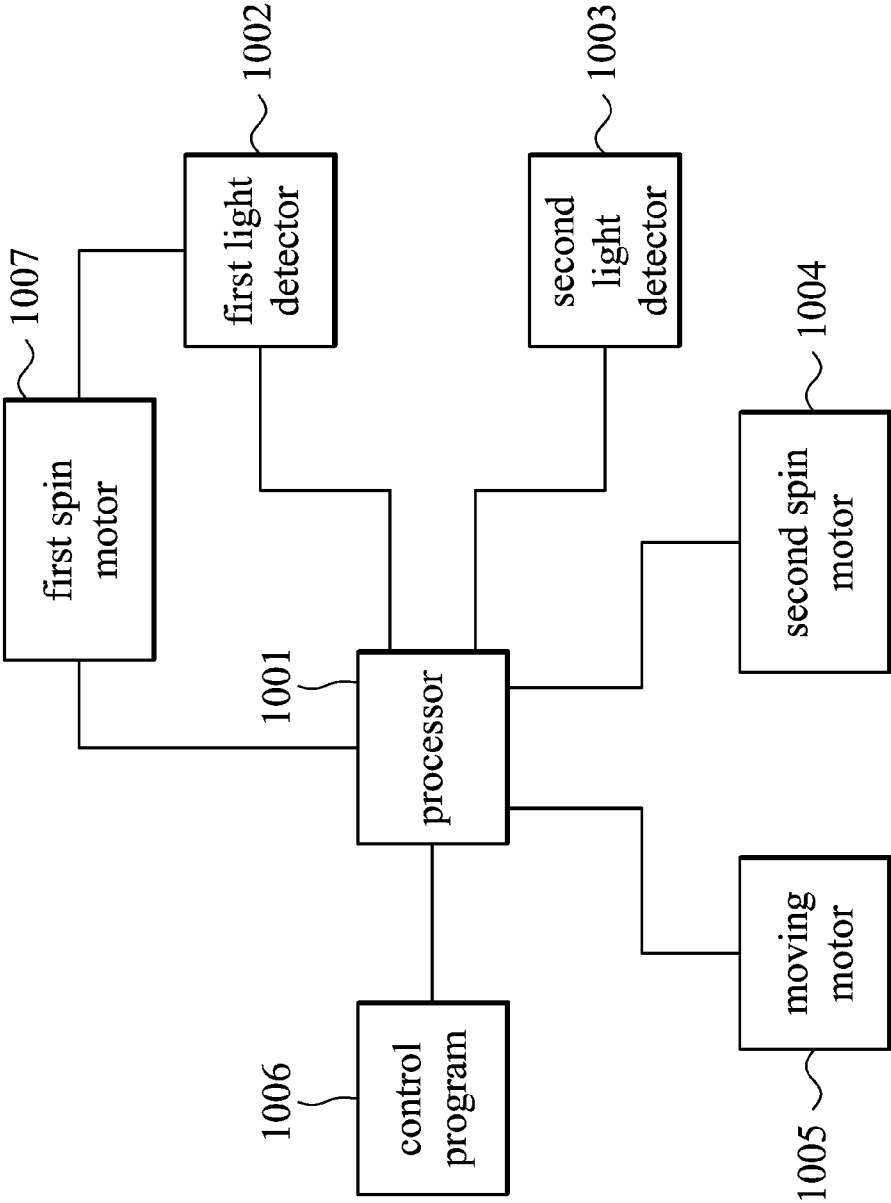 1007
first spin
motor
first light
detector
1002
1006
control
program
1001
processor
second
light
detector
1003
1005
moving
motor
second spin
motor
1004